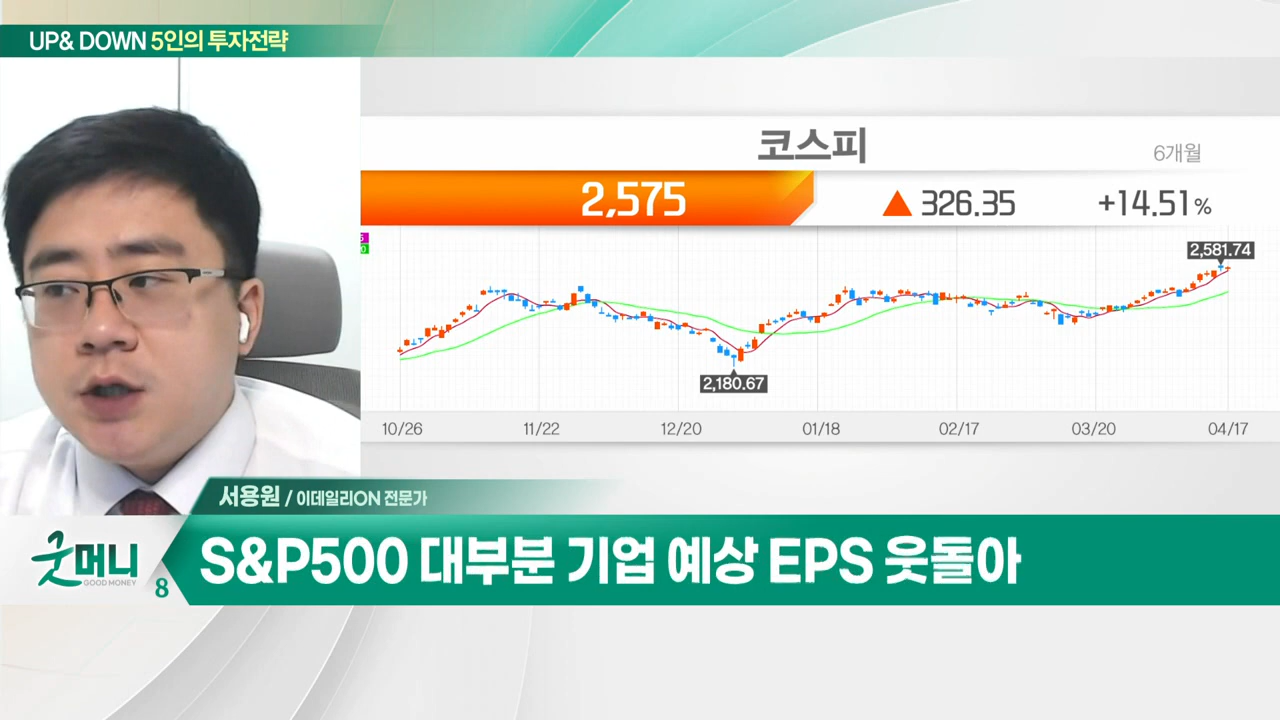 UP& DOWN 5인의 투자전략
코스피
6개월
2,575 ▲ 326.35 +14.51%
2,581.74
2,180.67
10/26 11/22 12/20 01/18 02/17 03/20 04/17
서용원 / 이데일리ON 전문가
굿머니
GOOD MONEY
8
S&P500 대부분 기업 예상 EPS 웃돌아